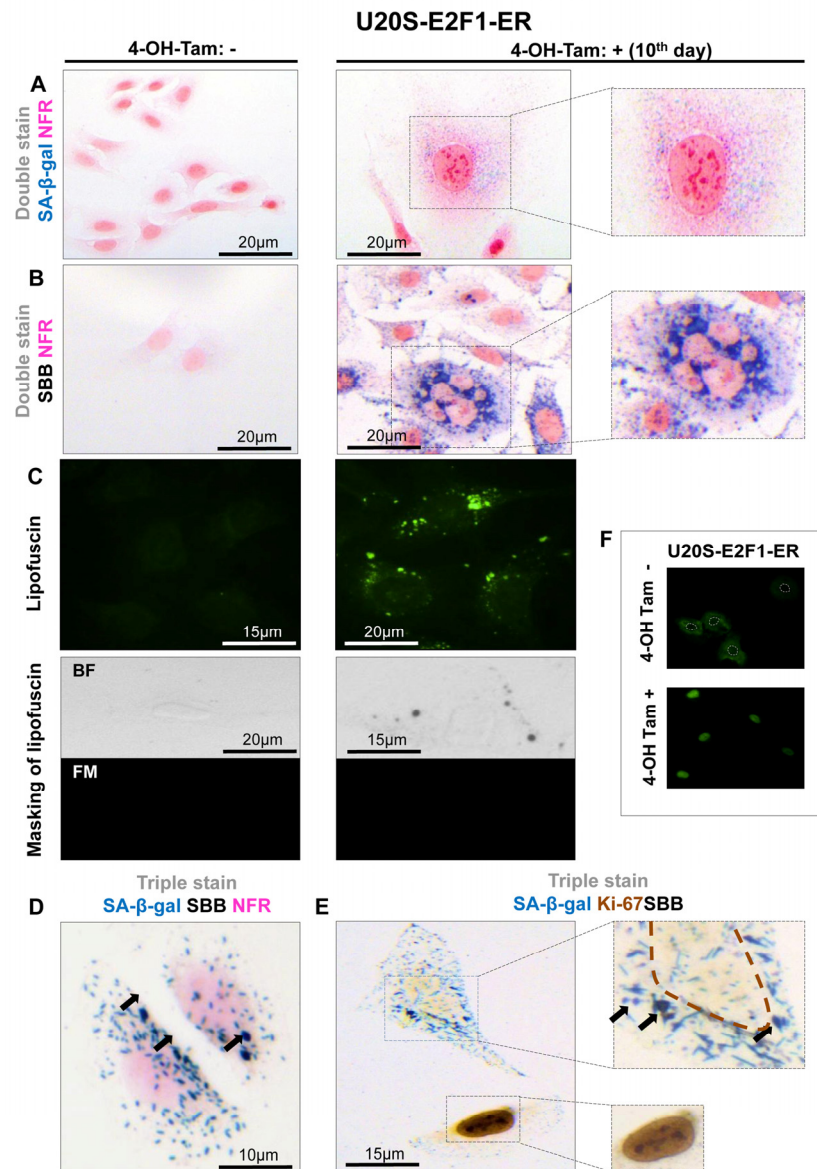 U20S-E2F1-ER
4-OH-Tam: -
4-OH-Tam: + (10th day)
A
Double stain
SA-β-gal NFR
20μm
20μm
B
Double stain
SBB NFR
20μm
20μm
C
Lipofuscin
15μm
20μm
Masking of lipofuscin
BF
20μm
15μm
FM
F
U20S-E2F1-ER
4-OH Tam -
4-OH Tam +
Triple stain
D
SA-β-gal SBB NFR
10μm
Triple stain
E
SA-β-gal Ki-67SBB
15μm